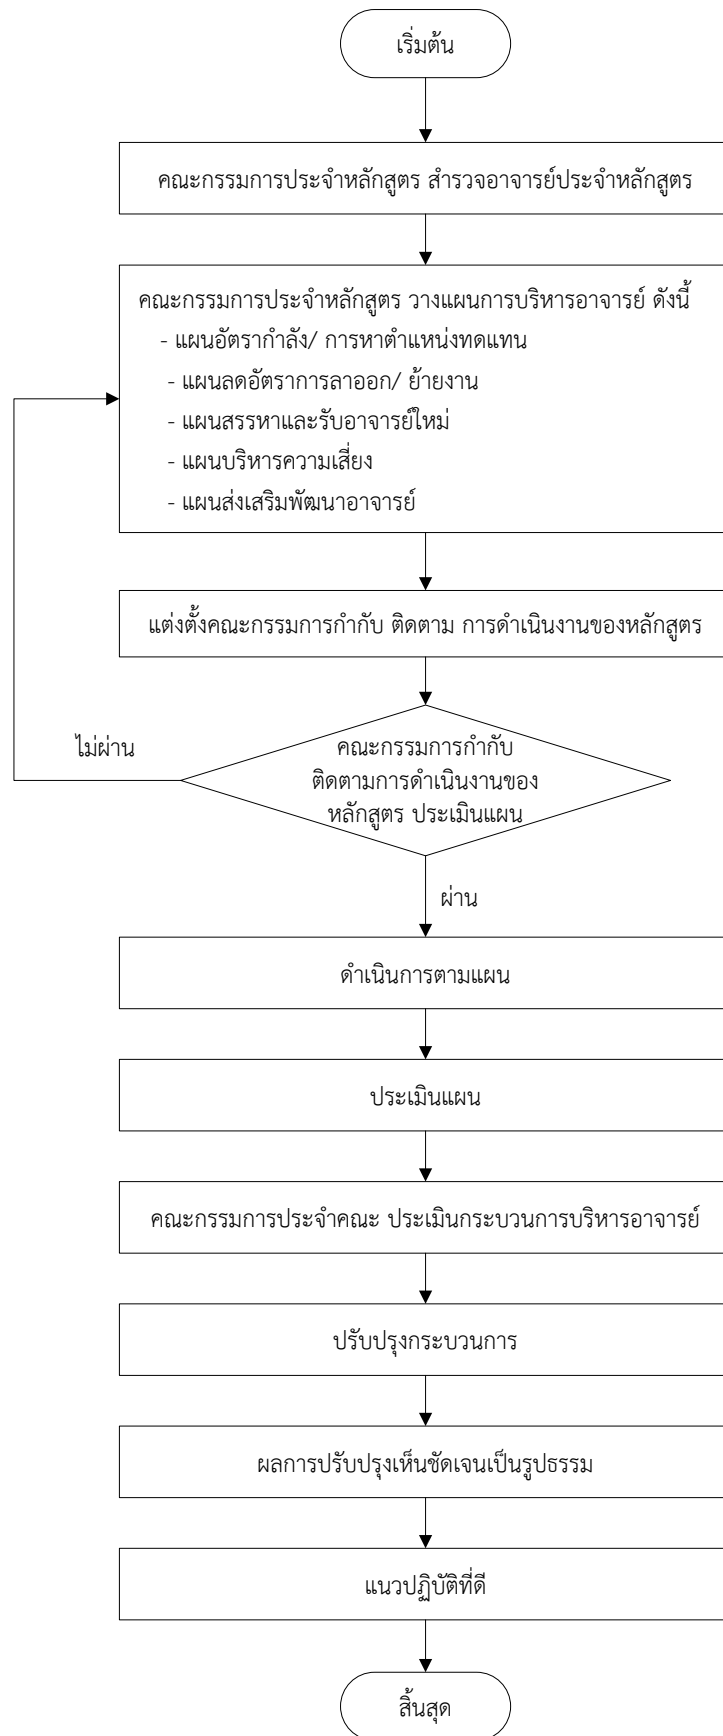 เริ่มต้น
คณะกรรมการประจำหลักสูตร สำรวจอาจารย์ประจำหลักสูตร
คณะกรรมการประจำหลักสูตร วางแผนการบริหารอาจารย์ ดังนี้
- แผนอัตรากำลัง/ การหาตำแหน่งทดแทน
- แผนลดอัตราการลาออก/ ย้ายงาน
- แผนสรรหาและรับอาจารย์ใหม่
- แผนบริหารความเสี่ยง
- แผนส่งเสริมพัฒนาอาจารย์
แต่งตั้งคณะกรรมการกำกับ ติดตาม การดำเนินงานของหลักสูตร
ไม่ผ่าน
คณะกรรมการกำกับ
ติดตามการดำเนินงานของ
หลักสูตร ประเมินแผน
ผ่าน
ดำเนินการตามแผน
ประเมินแผน
คณะกรรมการประจำคณะ ประเมินกระบวนการบริหารอาจารย์
ปรับปรุงกระบวนการ
ผลการปรับปรุงเห็นชัดเจนเป็นรูปธรรม
แนวปฏิบัติที่ดี
สิ้นสุด